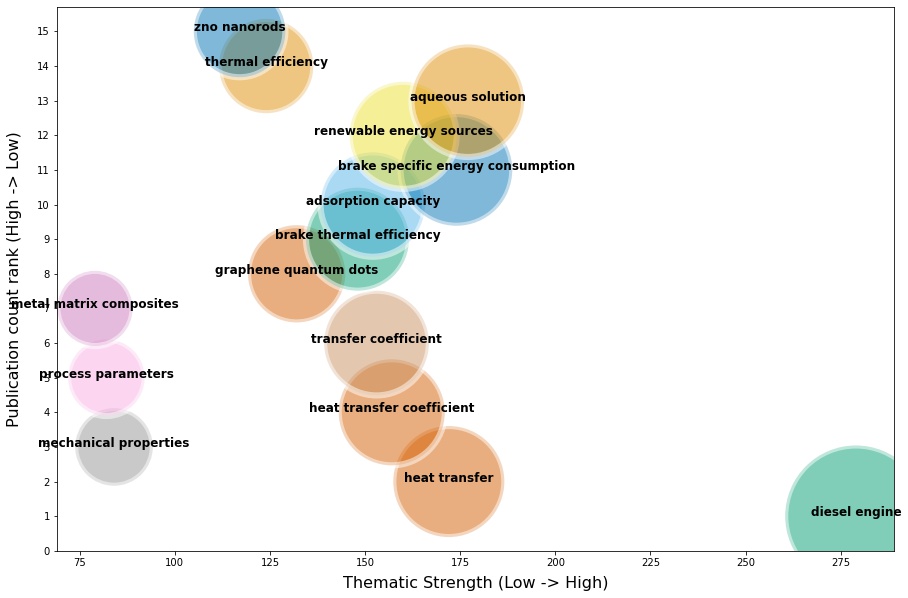 15
14
13
12
11
10
9
8
7
6
5
4
3
2
1
0
Publication count rank (High -> Low)
zno nanorods
thermal efficiency
aqueous solution
renewable energy sources
brake specific energy consumption
adsorption capacity
brake thermal efficiency
graphene quantum dots
metal matrix composites
transfer coefficient
process parameters
heat transfer coefficient
mechanical properties
heat transfer
diesel engine
75 100 125 150 175 200 225 250 275
Thematic Strength (Low -> High)